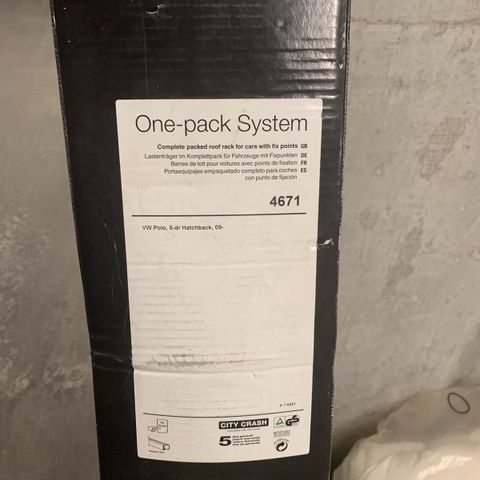 One-pack System
Complete packed roof rack for cars with fix points GB
Lastenträger im Komplettpack für Fahrzeuge mit Fixpunkten DE
Barres de toit pour voitures avec points de fixation FR
Portaequipajes empaquetado completo para coches ES
con punto de fijación
4671
VW Polo, 5-dr Hatchback, 09-
CITY CRASH
5
GS